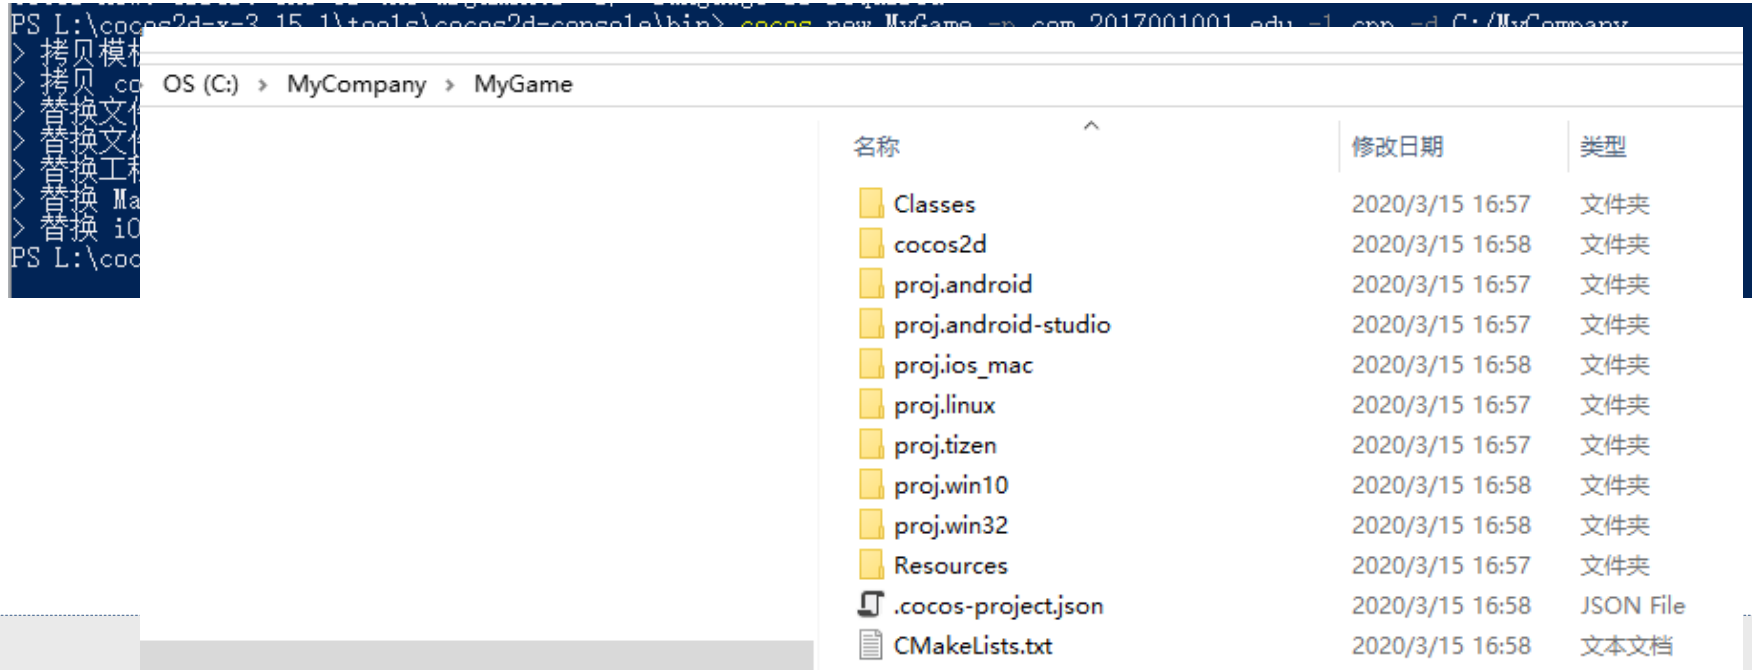 PS L:\cocos2d-x-3.15.1\tools\cocos2d-console\bin> cocos new MyGame -p com.2017001001.edu -l cpp -d C:/MyCompany
> 拷贝模
> 拷贝 co
> 替换文
> 替换文
> 替换工
> 替换 Ma
> 替换 iO
PS L:\coc
OS (C:) > MyCompany > MyGame
名称 修改日期 类型
Classes 2020/3/15 16:57 文件夹
cocos2d 2020/3/15 16:58 文件夹
proj.android 2020/3/15 16:57 文件夹
proj.android-studio 2020/3/15 16:57 文件夹
proj.ios_mac 2020/3/15 16:58 文件夹
proj.linux 2020/3/15 16:57 文件夹
proj.tizen 2020/3/15 16:57 文件夹
proj.win10 2020/3/15 16:58 文件夹
proj.win32 2020/3/15 16:58 文件夹
Resources 2020/3/15 16:57 文件夹
.cocos-project.json 2020/3/15 16:58 JSON File
CMakeLists.txt 2020/3/15 16:58 文本文档